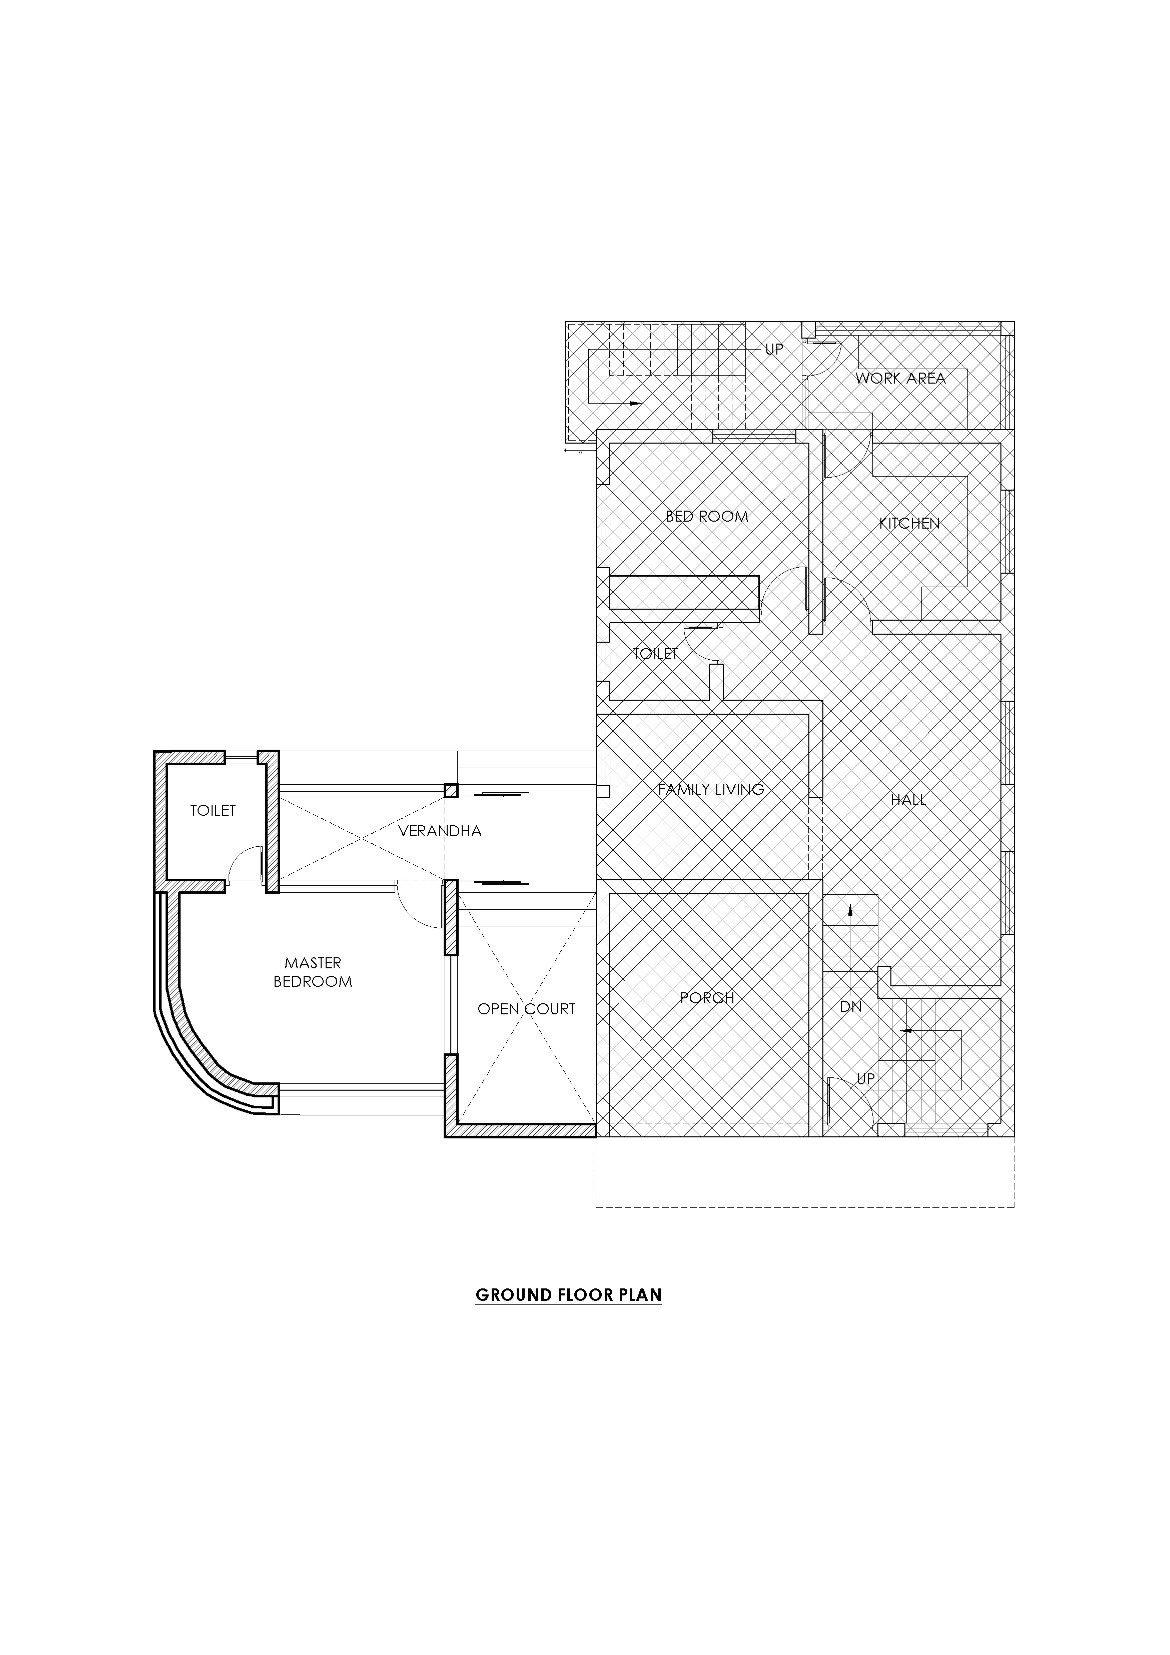 UP
WORK AREA
BED ROOM
KITCHEN
TOILET
FAMILY LIVING
HALL
TOILET
VERANDHA
MASTER
BEDROOM
OPEN COURT
PORCH
DN
UP
GROUND FLOOR PLAN